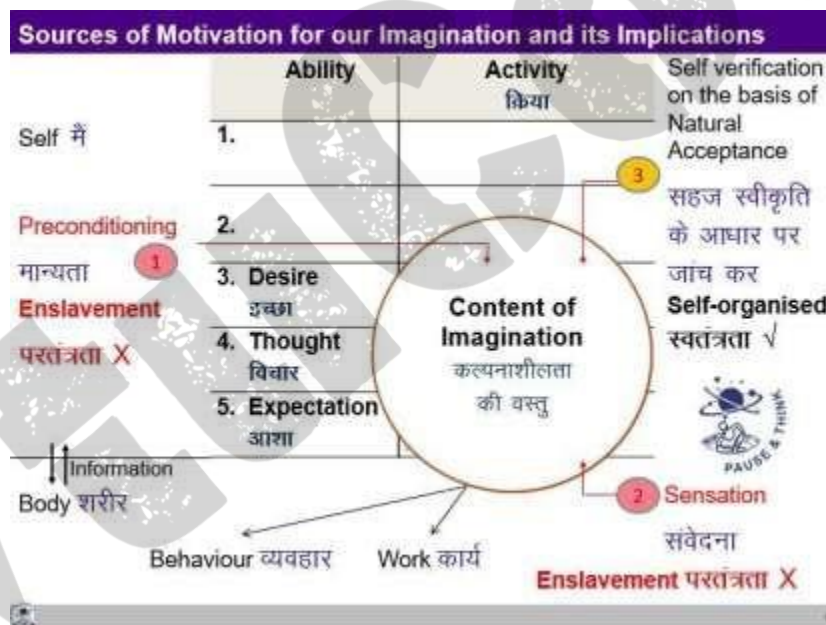 Sources of Motivation for our Imagination and its Implications
Ability
Activity
क्रिया
Self verification
on the basis of
Natural
Acceptance
Self मैं
1.
3
सहज स्वीकृति
के आधार पर
जांच कर
Preconditioning
2.
मान्यता
1
3. Desire
इच्छा
Content of
Imagination
कल्पनाशीलता
की वस्तु
Self-organised
स्वतंत्रता √
Enslavement
परतंत्रता X
4. Thought
विचार
5. Expectation
आशा
PAUSE & THINK
Information
Body शरीर
2 Sensation
संवेदना
Behaviour व्यवहार
Work कार्य
Enslavement परतंत्रता X